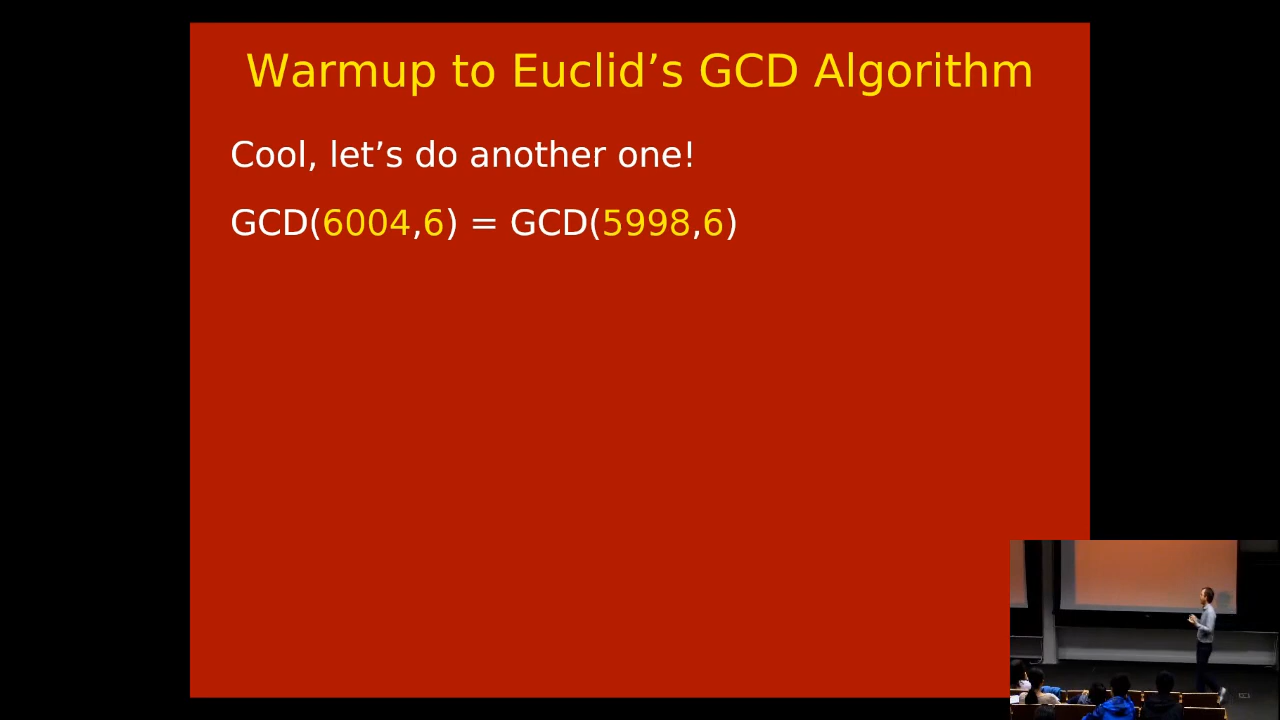 Warmup to Euclid’s GCD Algorithm
Cool, let’s do another one!
GCD(6004,6) = GCD(5998,6)